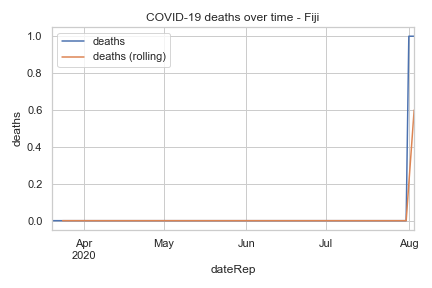 COVID-19 deaths over time - Fiji
deaths
deaths (rolling)
1.0
0.8
0.6
0.4
0.2
0.0
deaths
Apr
2020
May
Jun
Jul
Aug
dateRep